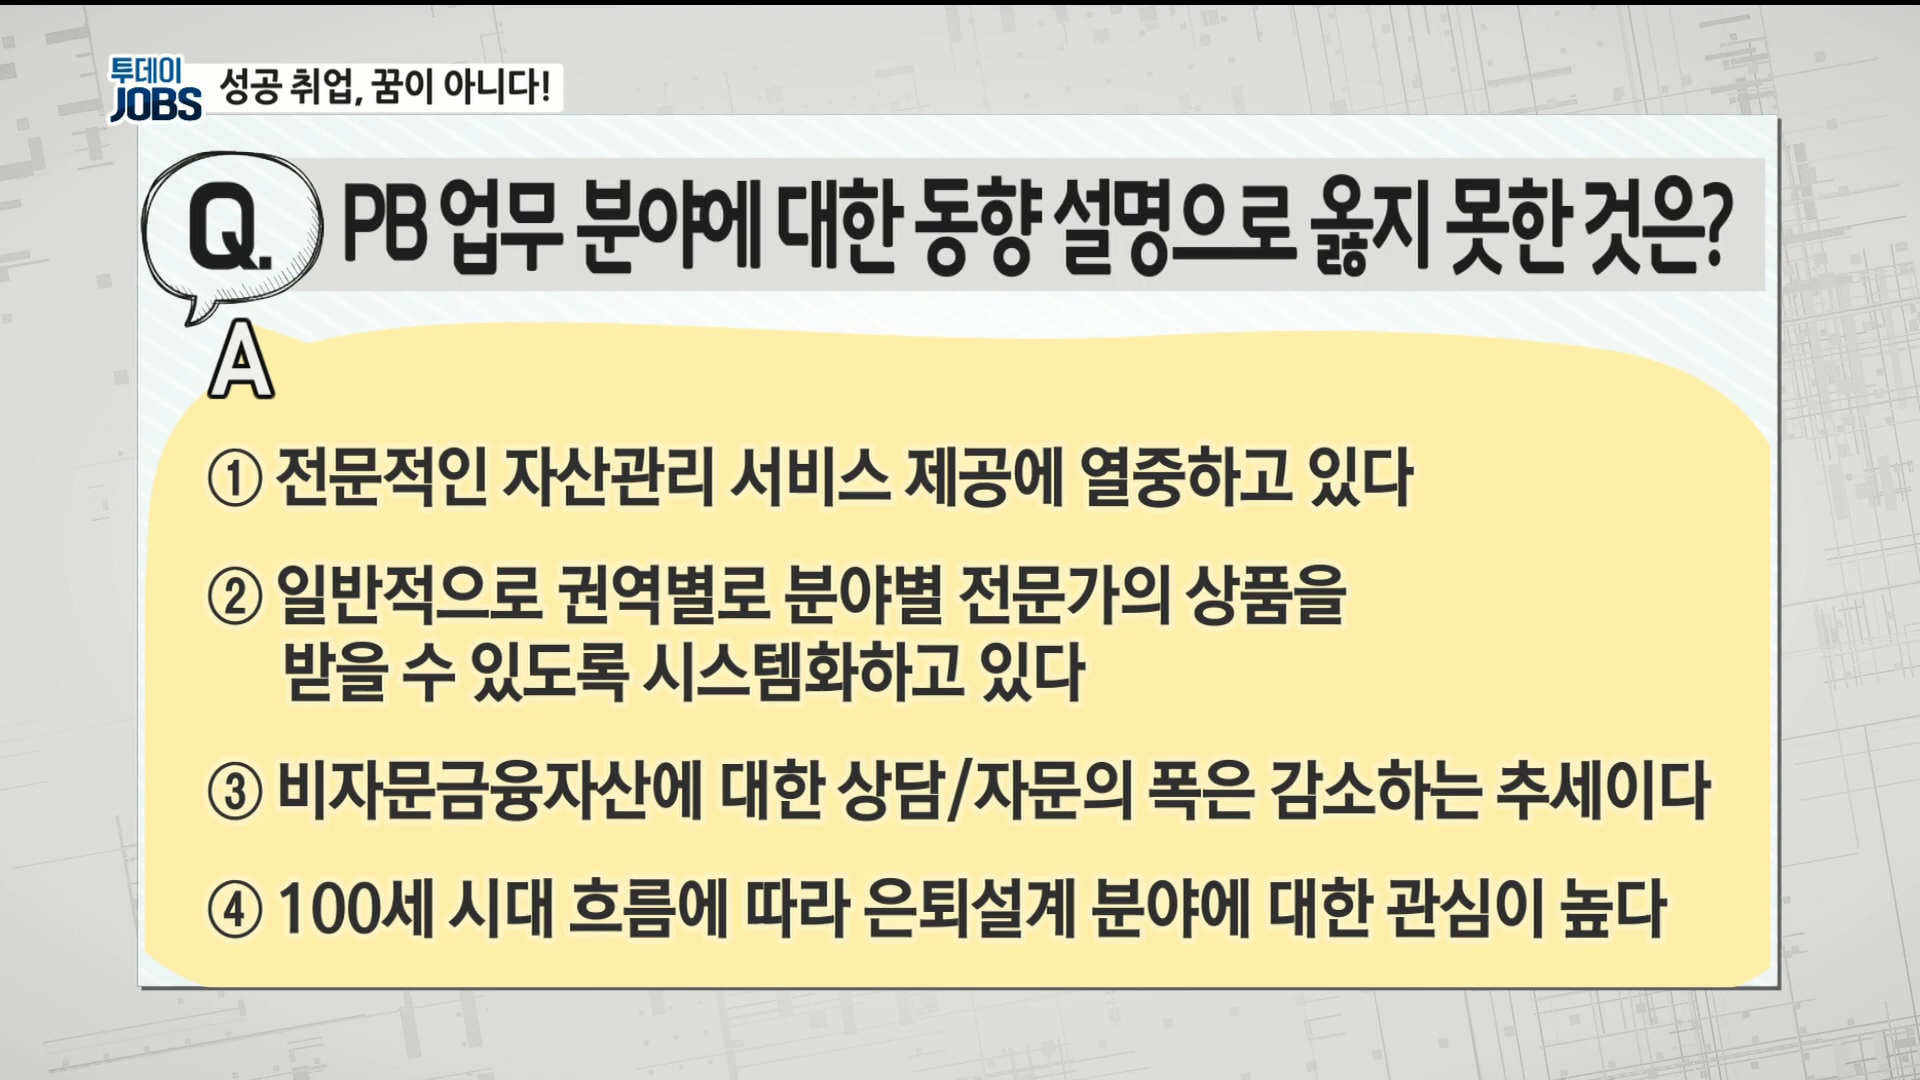 투데이
JOBS
성공 취업, 꿈이 아니다!
Q. PB 업무 분야에 대한 동향 설명으로 옳지 못한 것은?
A
① 전문적인 자산관리 서비스 제공에 열중하고 있다
② 일반적으로 권역별로 분야별 전문가의 상품을
받을 수 있도록 시스템화하고 있다
③ 비자문금융자산에 대한 상담/자문의 폭은 감소하는 추세이다
④ 100세 시대 흐름에 따라 은퇴설계 분야에 대한 관심이 높다